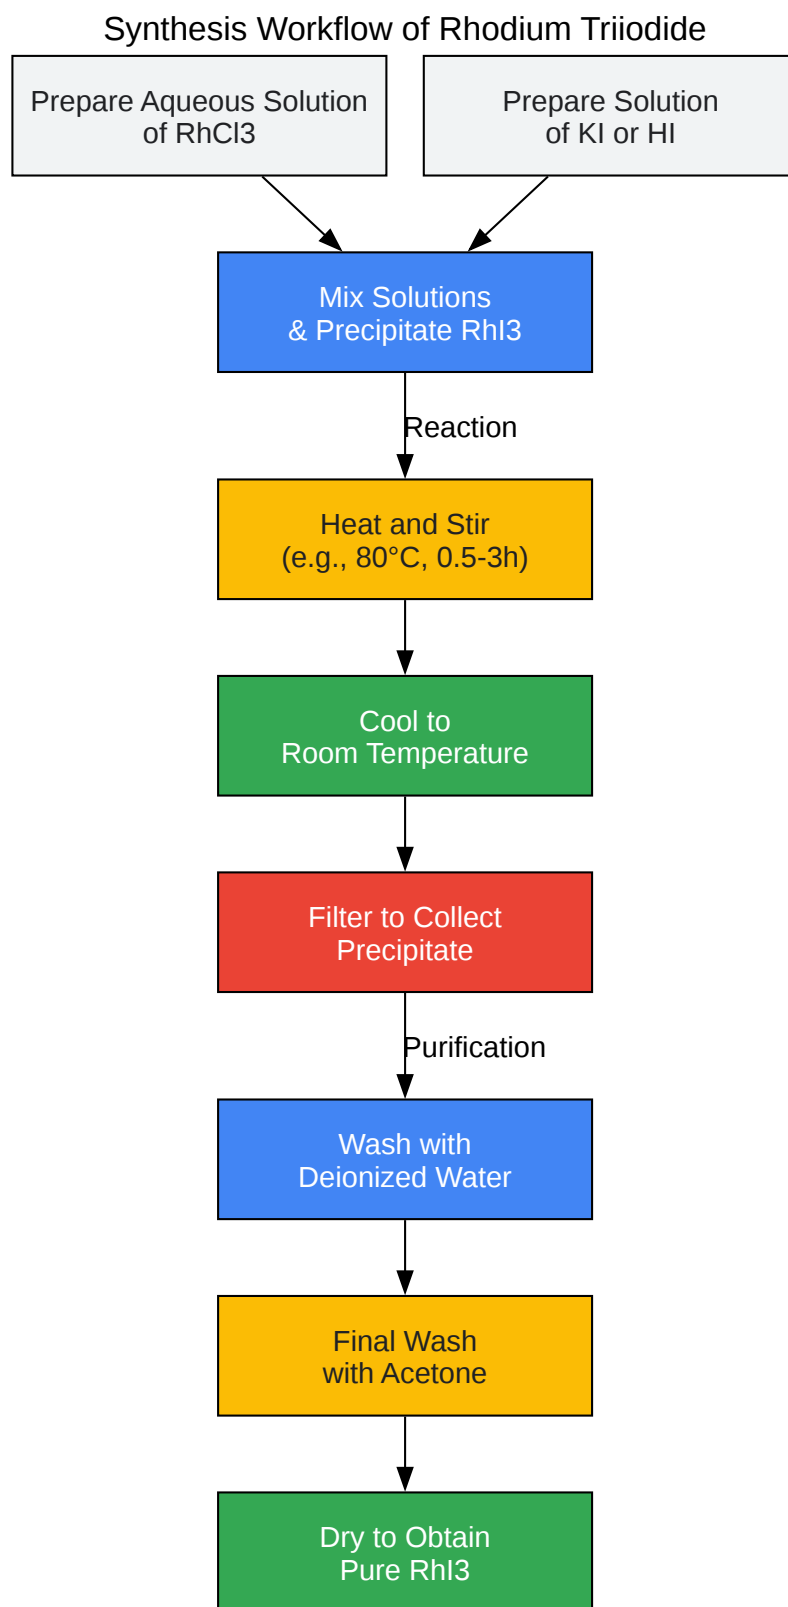 Synthesis Workflow of Rhodium Triiodide
Prepare Aqueous Solution
of RhCl3
Prepare Solution
of KI or HI
Mix Solutions
& Precipitate RhI3
Reaction
Heat and Stir
(e.g., 80°C, 0.5-3h)
Cool to
Room Temperature
Filter to Collect
Precipitate
Purification
Wash with
Deionized Water
Final Wash
with Acetone
Dry to Obtain
Pure RhI3